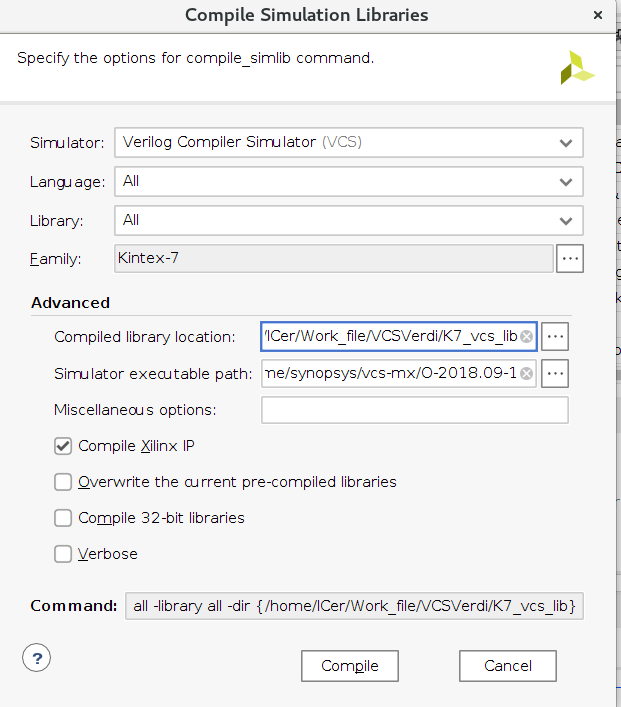 Compile Simulation Libraries
Specify the options for compile_simlib command.
Simulator: Verilog Compiler Simulator (VCS)
Language: All
Library: All
Family: Kintex-7 ...
Advanced
Compiled library location: /ICer/Work_file/VCSVerdi/K7_vcs_lib ...
Simulator executable path: me/synopsys/vcs-mx/O-2018.09-1 ...
Miscellaneous options:
Compile Xilinx IP
Overwrite the current pre-compiled libraries
Compile 32-bit libraries
Verbose
Command: all -library all -dir {/home/ICer/Work_file/VCSVerdi/K7_vcs_lib}
? Compile Cancel